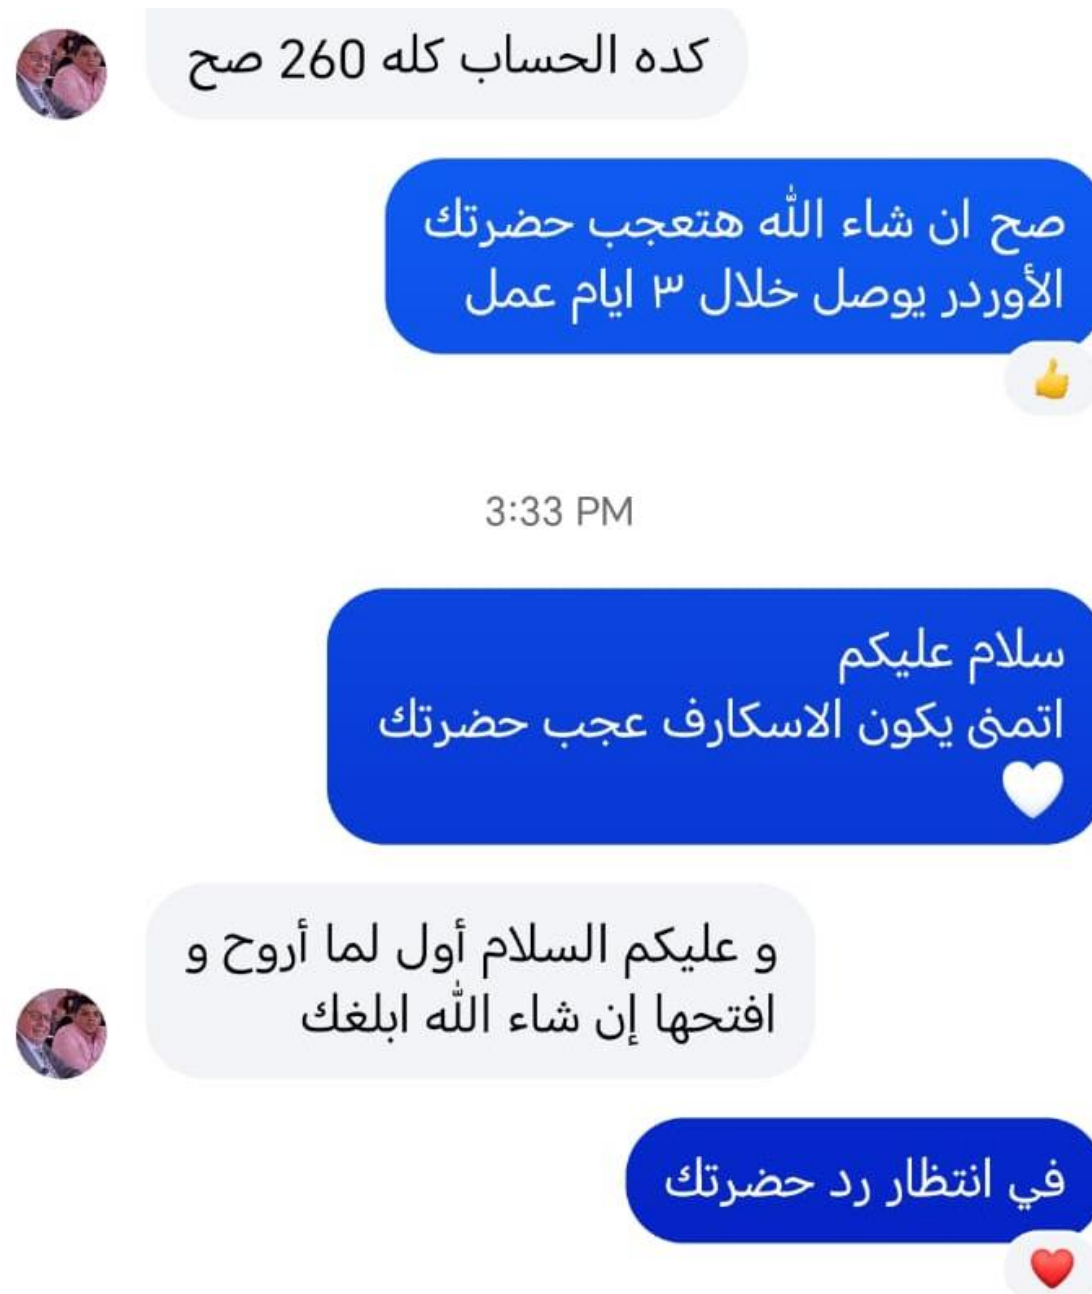 كده الحساب كله 260 صح
صح ان شاء الله هتعجب حضرتك
الأوردر يوصل خلال ٣ ايام عمل
3:33 PM
سلام عليكم
اتمنى يكون الاسكارف عجب حضرتك
و عليكم السلام أول لما أروح و
افتحها إن شاء الله ابلغك
في انتظار رد حضرتك